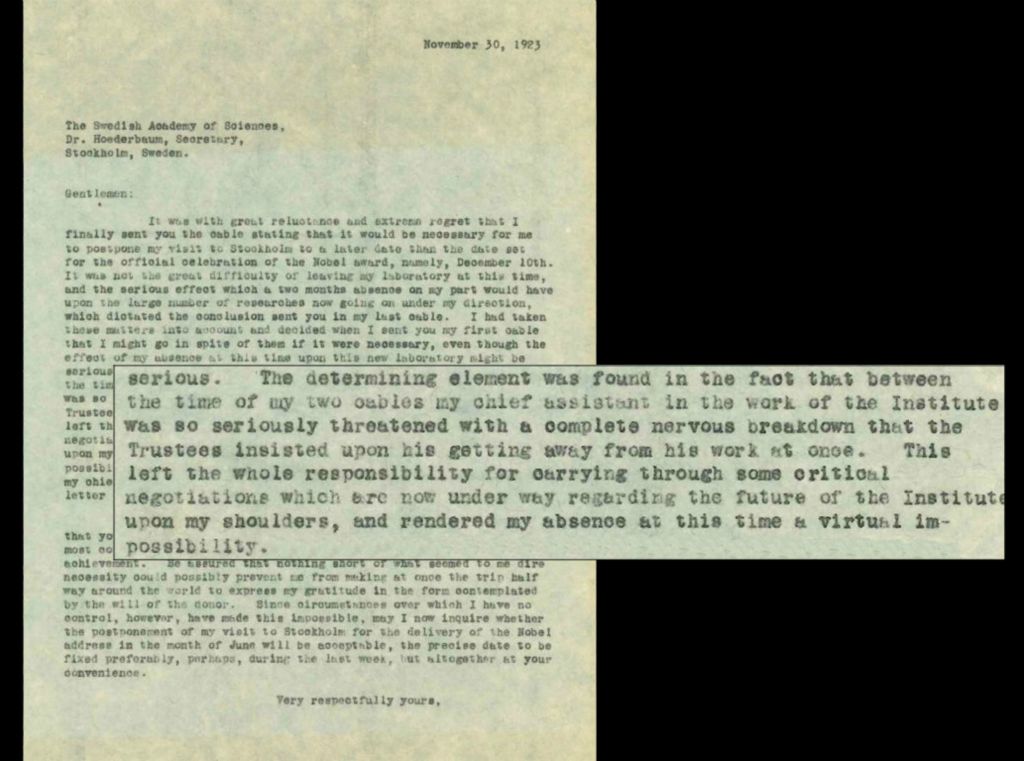 November 30, 1923
The Swedish Academy of Sciences,
Dr. Hoederbaum, Secretary,
Stockholm, Sweden.
Gentlemen:
It was with great reluctance and extreme regret that I
finally sent you the cable stating that it would be necessary for me
to postpone my visit to Stockholm to a later date than the date set
for the official celebration of the Nobel award, namely, December 10th.
It was not the great difficulty of leaving my laboratory at this time,
and the serious effect which a two months absence on my part would have
upon the large number of researches now going on under my direction,
which dictated the conclusion sent you in my last cable. I had taken
these matters into account and decided when I sent you my first cable
that I might go in spite of them if it were necessary, even though the
effect of my absence at this time upon this new laboratory might be
serious
the tim
was so
Trustee
left th
negotia
upon my
possibi
my chie
letter
serious. The determining element was found in the fact that between
the time of my two cables my chief assistant in the work of the Institute
was so seriously threatened with a complete nervous breakdown that the
Trustees insisted upon his getting away from his work at once. This
left the whole responsibility for carrying through some critical
negotiations which are now under way regarding the future of the Institute
upon my shoulders, and rendered my absence at this time a virtual im-
possibility.
that yo
most co
achievement. Be assured that nothing short of what seemed to me dire
necessity could possibly prevent me from making at once the trip half
way around the world to express my gratitude in the form contemplated
by the will of the donor. Since circumstances over which I have no
control, however, have made this impossible, may I now inquire whether
the postponement of my visit to Stockholm for the delivery of the Nobel
address in the month of June will be acceptable, the precise date to be
fixed preferably, perhaps, during the last week, but altogether at your
convenience.
Very respectfully yours,